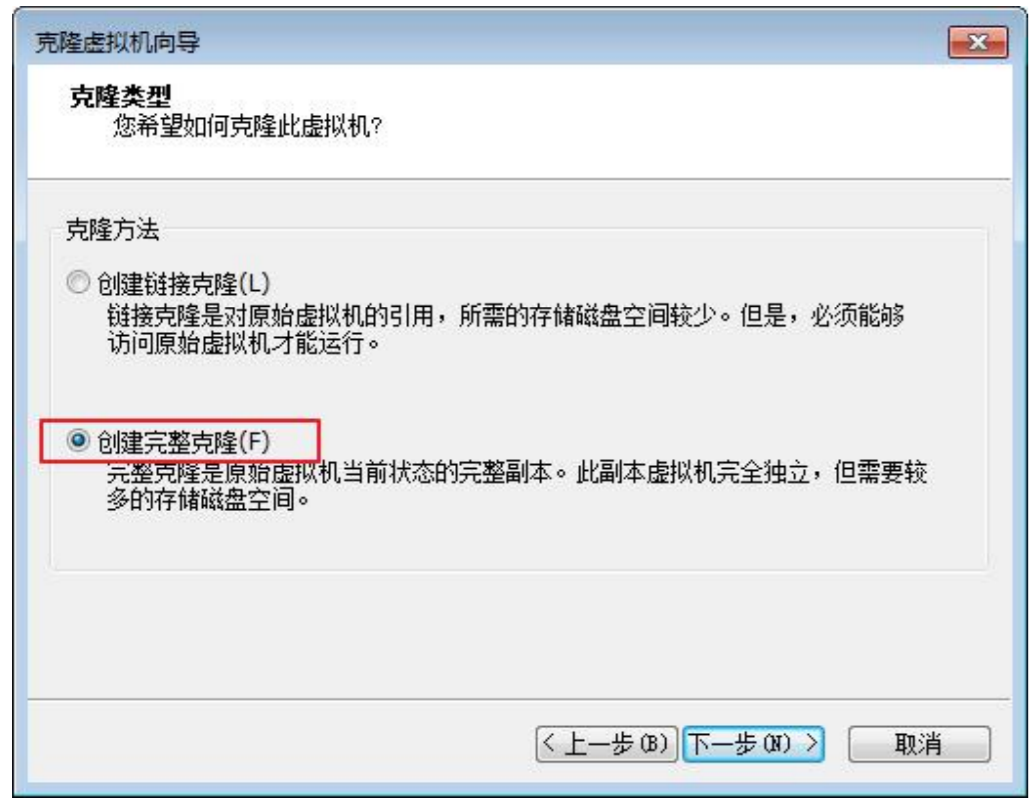 克隆虚拟机向导
克隆类型
您希望如何克隆此虚拟机?
克隆方法
创建链接克隆(L)
链接克隆是对原始虚拟机的引用，所需的存储磁盘空间较少。但是，必须能够
访问原始虚拟机才能运行。
创建完整克隆(F)
完整克隆是原始虚拟机当前状态的完整副本。此副本虚拟机完全独立，但需要较
多的存储磁盘空间。
< 上一步(B) 下一步(N) > 取消